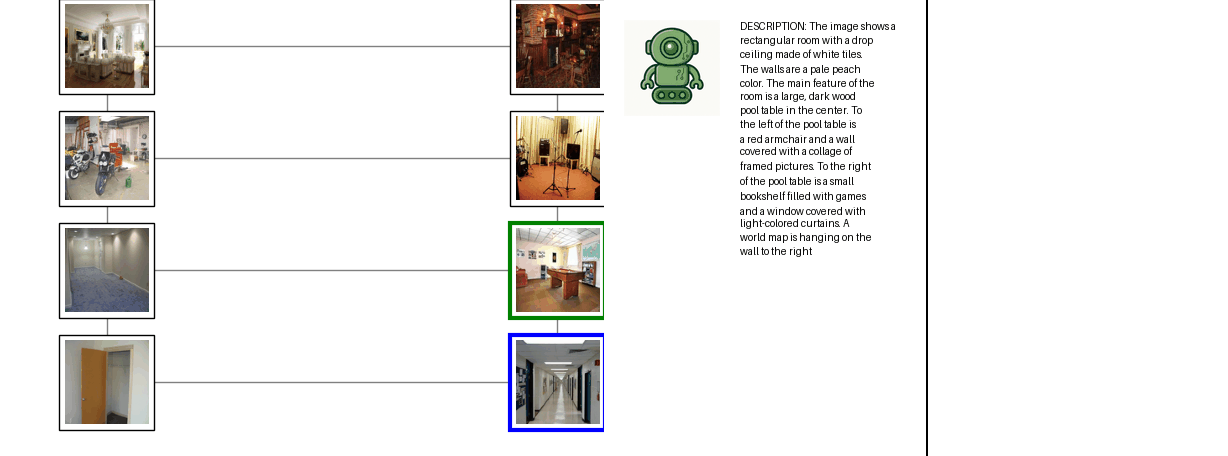 DESCRIPTION: The image shows a
rectangular room with a drop
ceiling made of white tiles.
The walls are a pale peach
color. The main feature of the
room is a large, dark wood
pool table in the center. To
the left of the pool table is
a red armchair and a wall
covered with a collage of
framed pictures. To the right
of the pool table is a small
bookshelf filled with games
and a window covered with
light-colored curtains. A
world map is hanging on the
wall to the right